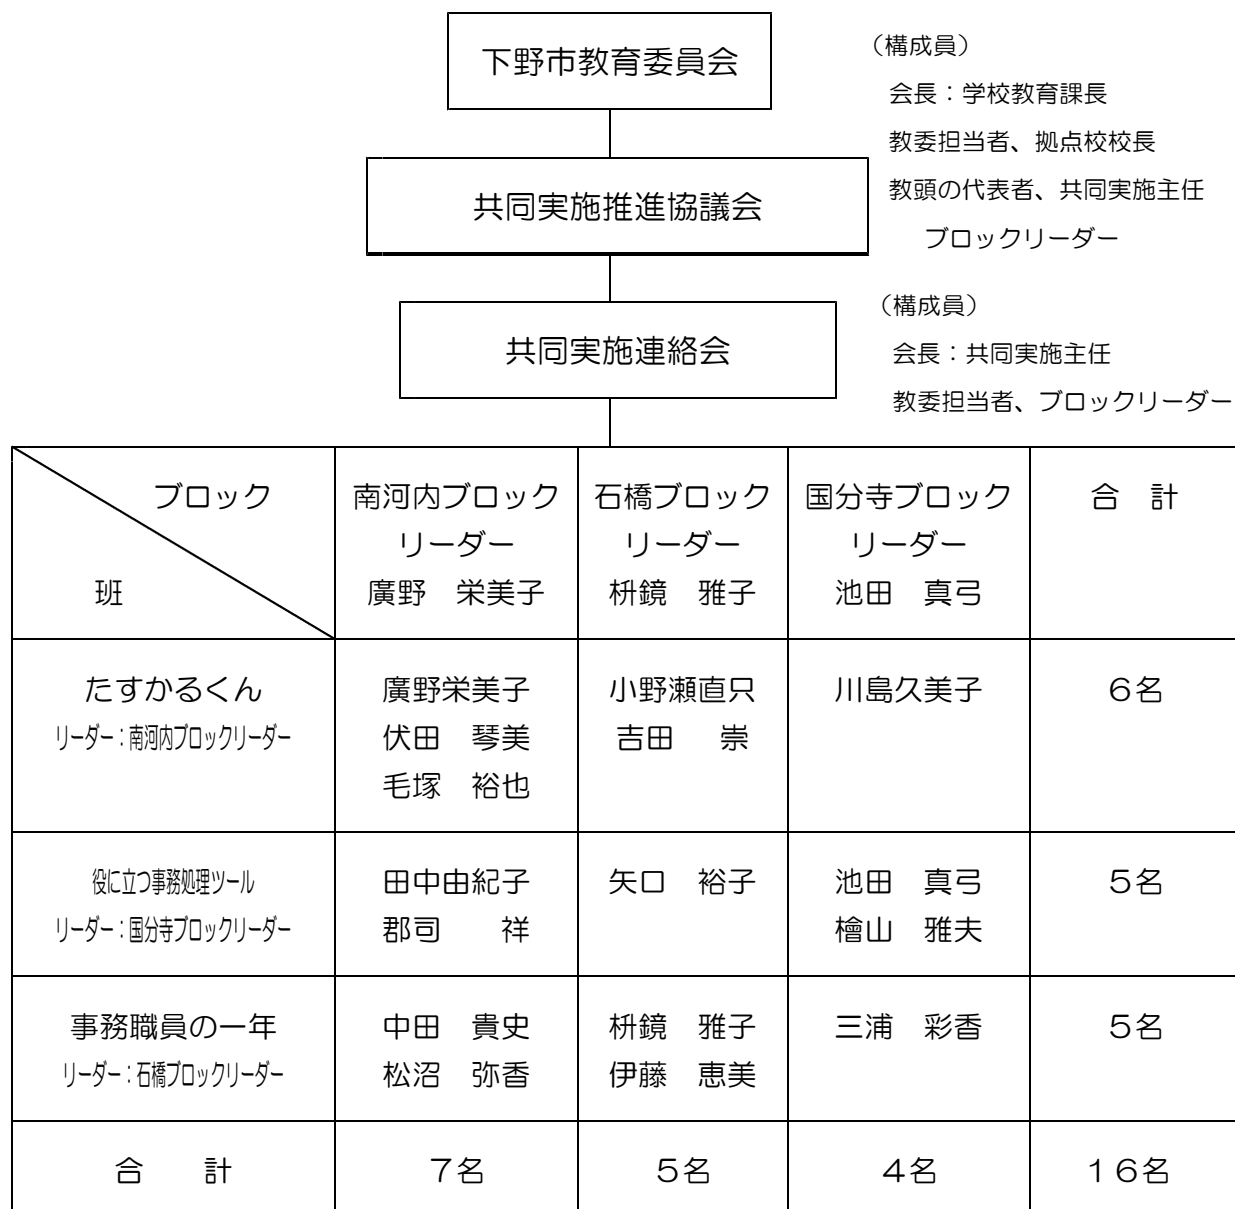 下野市教育委員会
（構成員）
会長：学校教育課長
教委担当者、拠点校校長
教頭の代表者、共同実施主任
ブロックリーダー
共同実施推進協議会
共同実施連絡会
（構成員）
会長：共同実施主任
教委担当者、ブロックリーダー
ブロック
班
南河内ブロック
リーダー
廣野　栄美子
石橋ブロック
リーダー
枡鏡　雅子
国分寺ブロック
リーダー
池田　真弓
合　計
たすかるくん
リーダー：南河内ブロックリーダー
廣野栄美子
伏田　琴美
毛塚　裕也
小野瀬直只
吉田　崇
川島久美子
６名
役に立つ事務処理ツール
リーダー：国分寺ブロックリーダー
田中由紀子
郡司　祥
矢口　裕子
池田　真弓
檜山　雅夫
５名
事務職員の一年
リーダー：石橋ブロックリーダー
中田　貴史
松沼　弥香
枡鏡　雅子
伊藤　恵美
三浦　彩香
５名
合　計
７名
５名
４名
１６名